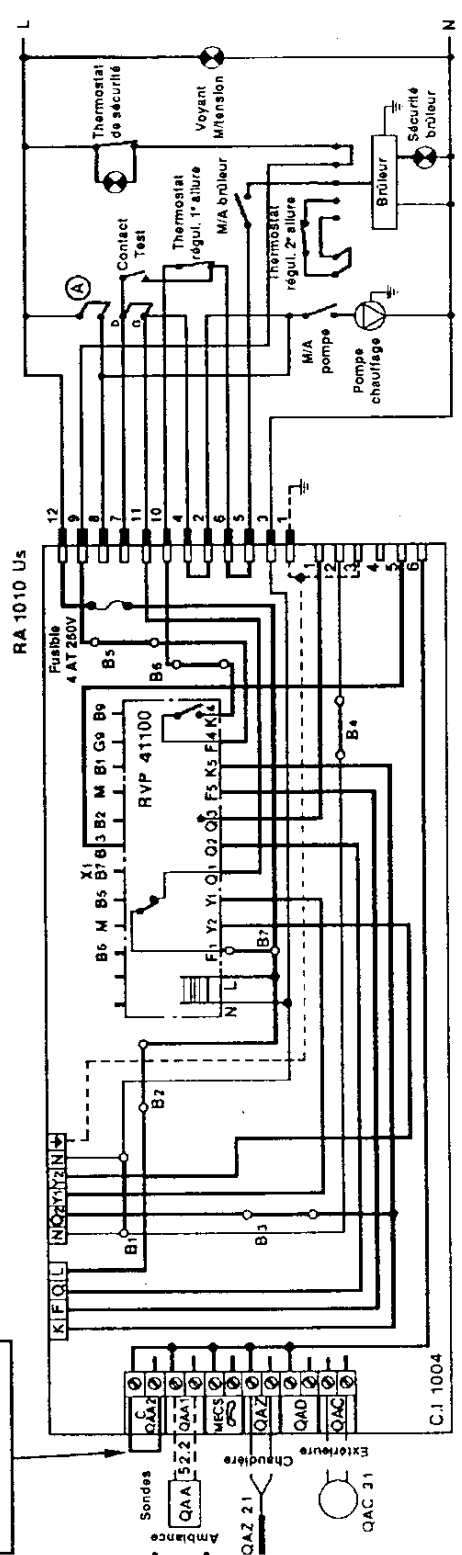 RA 1010 Us
L
N
Thermostat
de sécurité
Voyant
M/tension
A
Contact
Test
D
Thermostat
régul. 1e allure
M/A brûleur
Thermostat
régul. 2e allure
Brûleur
Sécurité
brûleur
M/A
pompe
Pompe
chauffage
12
9
8
7
11
10
4
2
6
5
3
1
Fusible
4 AT 250V
B5
B6
RVP 41100
B6 M B5 B7 B3 B2 M B1 G9 B9
X1
N L F1 Y2 Y1 Q1 Q2 Q3 F5 K5 F4 K4
B7
1
2
3
4
5
6
B4
B2
B1
B3
K F Q L
N Q2 Y1 Y2 N
Sondes
C
QAA2
QAA1
MECS
QAZ
QAD
QAC
QAA
52.2
Ambiance
Chaudière
QAZ 21
Extérieure
QAC 31
C.I 1004